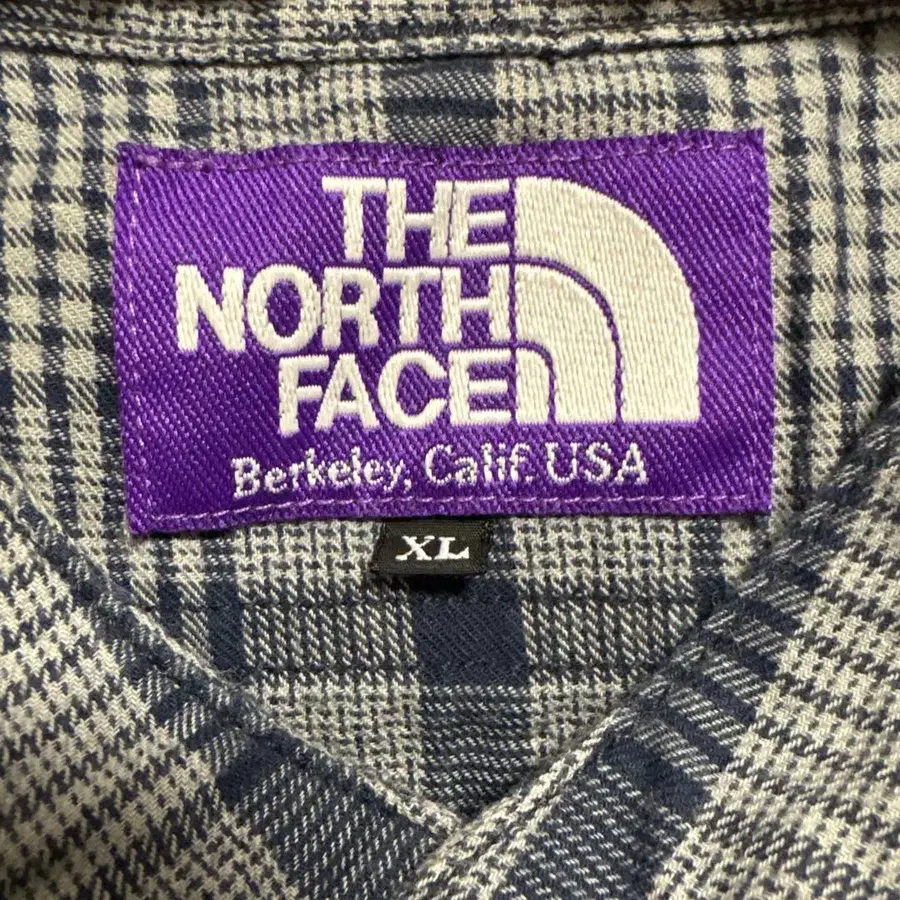 THE
NORTH
FACE
Berkeley, Calif. USA
XL